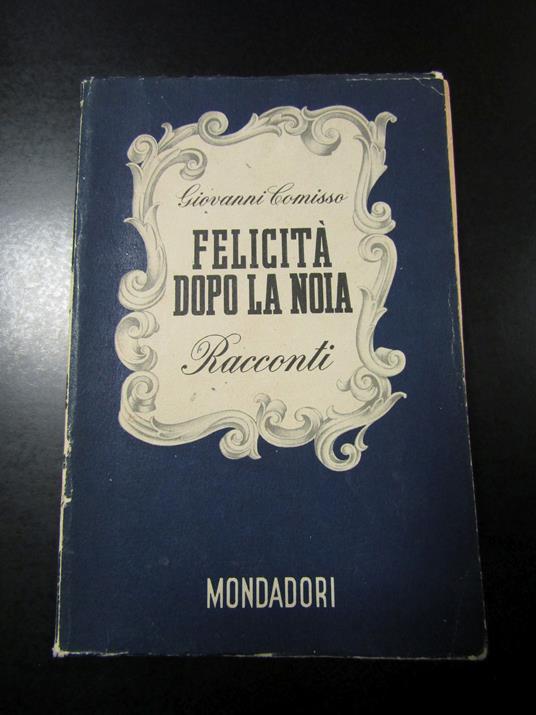 Giovanni Comisso
FELICITÀ
DOPO LA NOIA
Racconti
MONDADORI